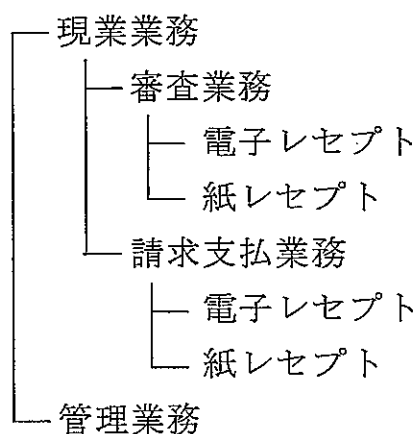 現業業務
審査業務
電子レセプト
紙レセプト
請求支払業務
電子レセプト
紙レセプト
管理業務